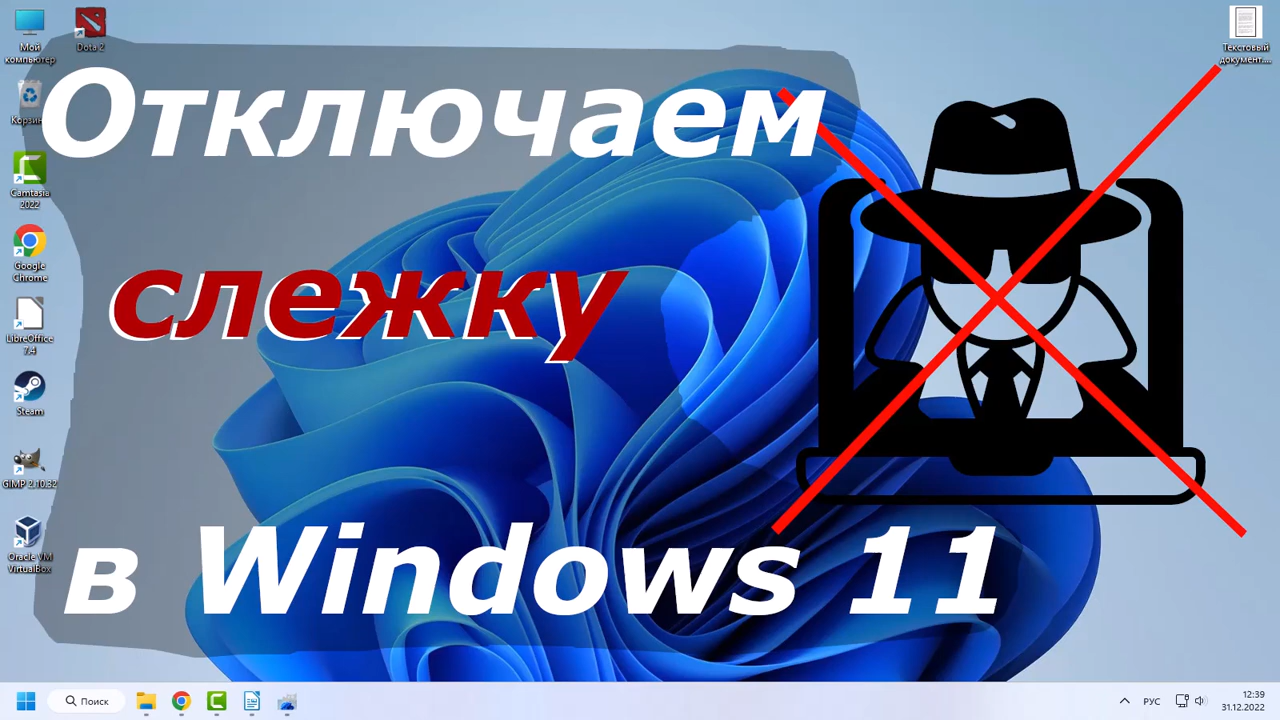 Мой
компьютер
Dota 2
Корзина
Camtasia
2022
Google
Chrome
LibreOffice
7.4
Steam
GIMP 2.10.32
Oracle VM
VirtualBox
Текстовый
документ....
Отключаем
слежку
в Windows 11
Поиск
РУС
12:39
31.12.2022